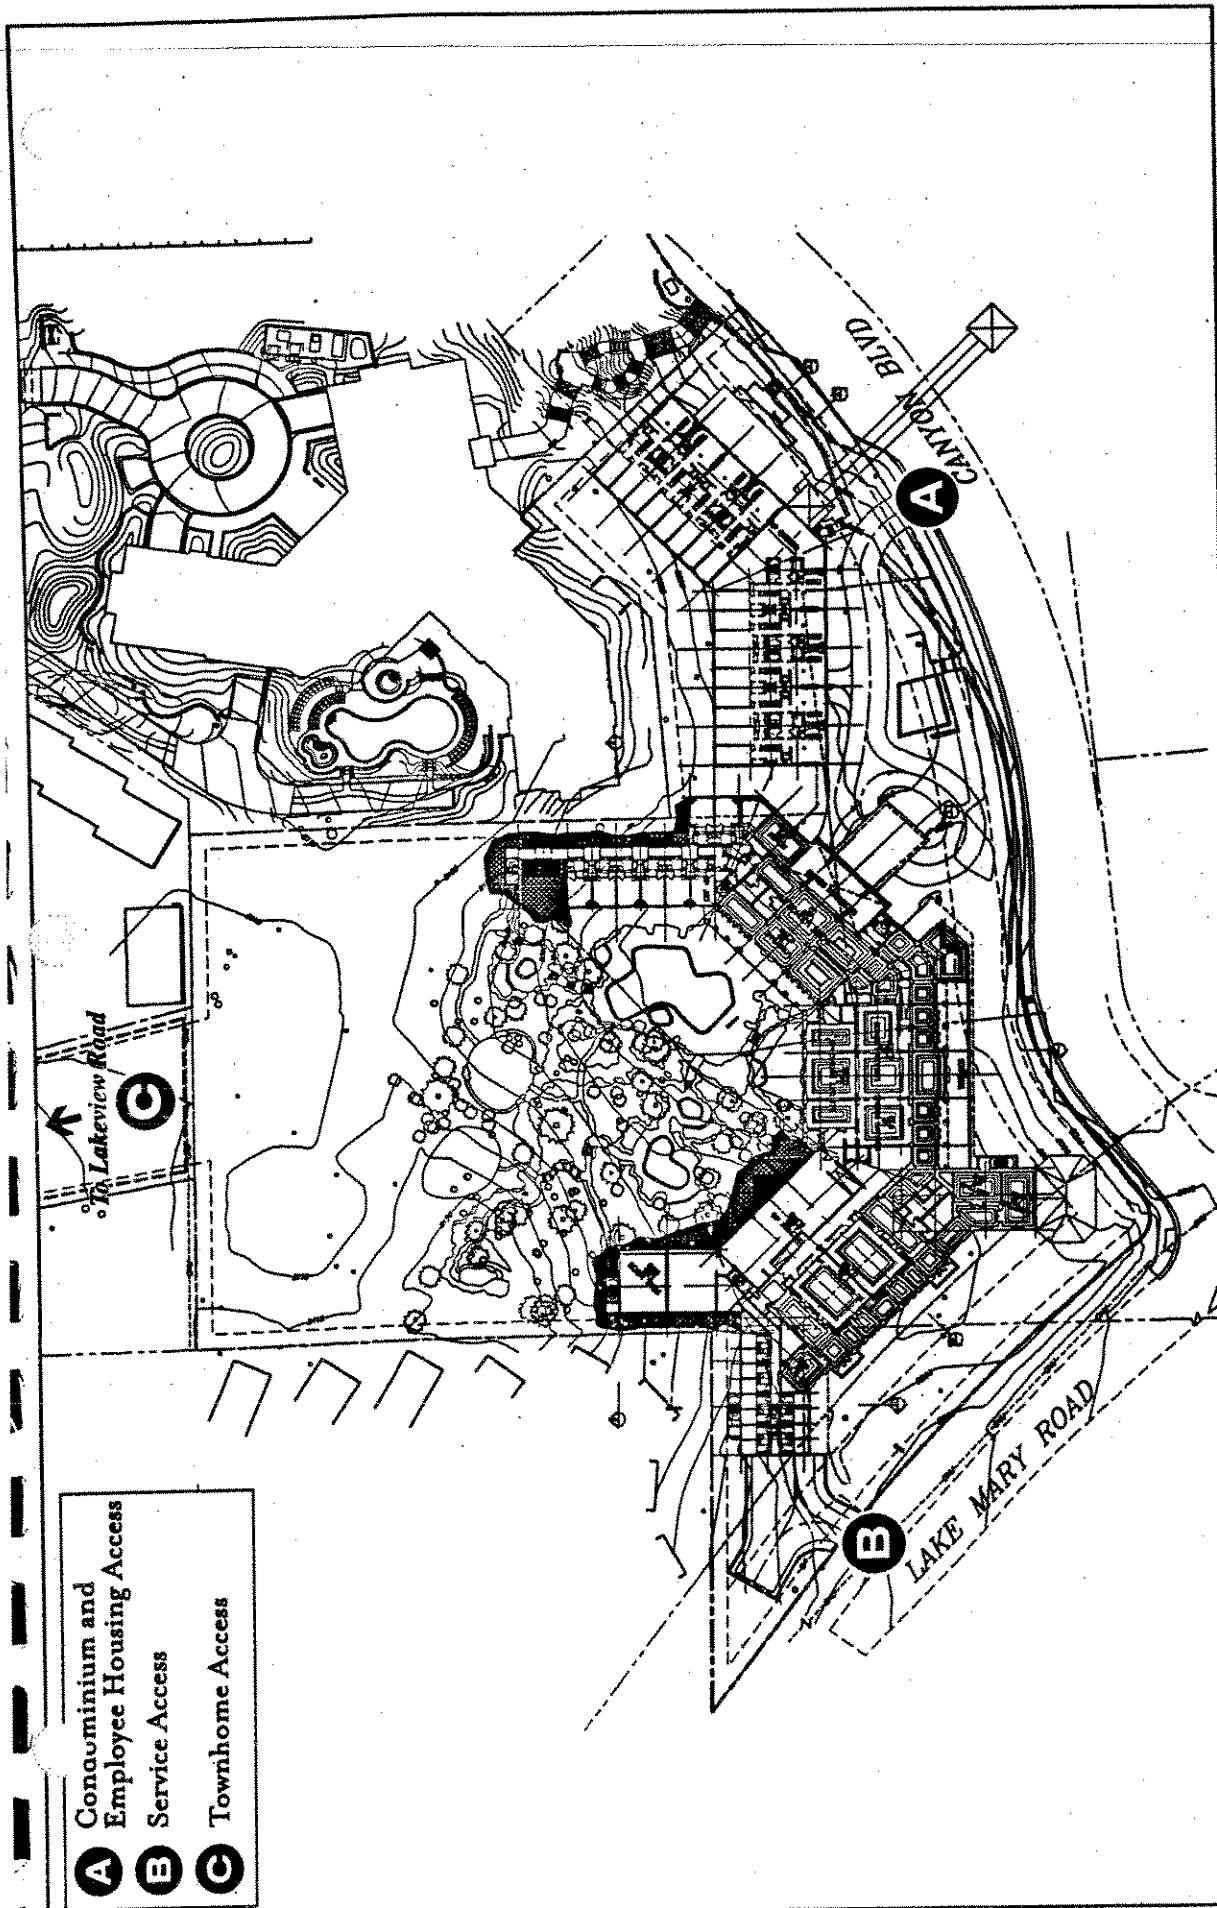 A Condominium and
Employee Housing Access
B Service Access
C Townhome Access
To Lakeview Road
C
CANYON BLVD
A
LAKE MARY ROAD
B